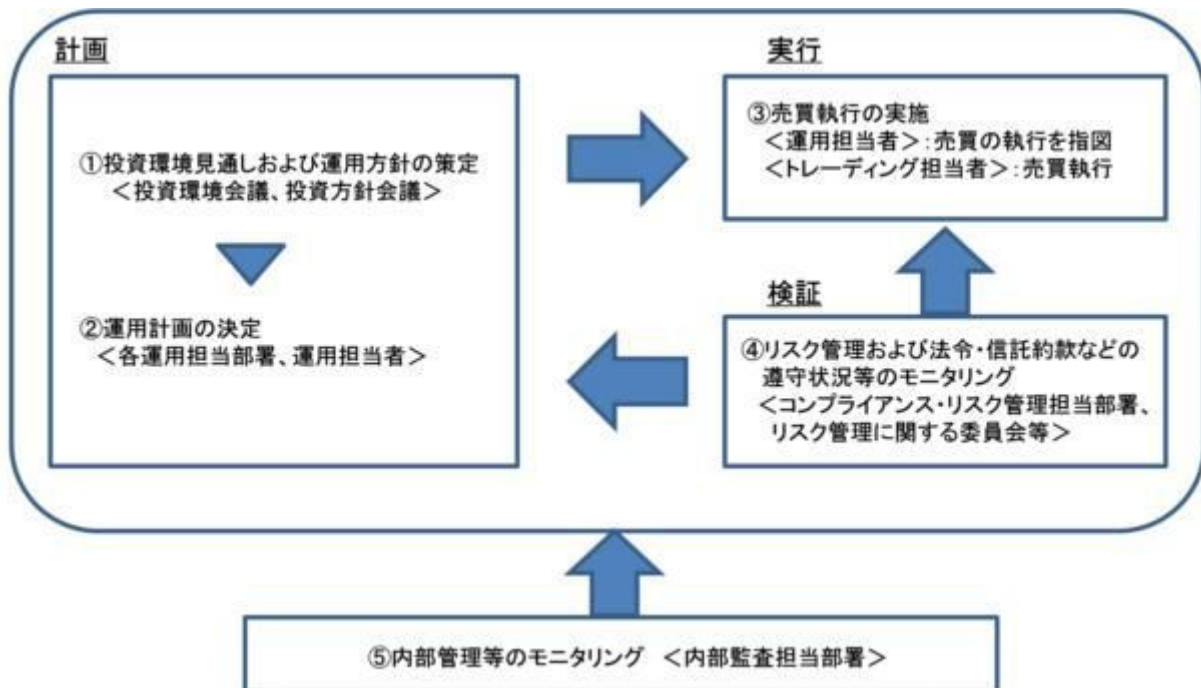 計画
①投資環境見通しおよび運用方針の策定
＜投資環境会議、投資方針会議＞
②運用計画の決定
＜各運用担当部署、運用担当者＞
実行
③売買執行の実施
＜運用担当者＞：売買の執行を指図
＜トレーディング担当者＞：売買執行
検証
④リスク管理および法令・信託約款などの
遵守状況等のモニタリング
＜コンプライアンス・リスク管理担当部署、
リスク管理に関する委員会等＞
⑤内部管理等のモニタリング ＜内部監査担当部署＞